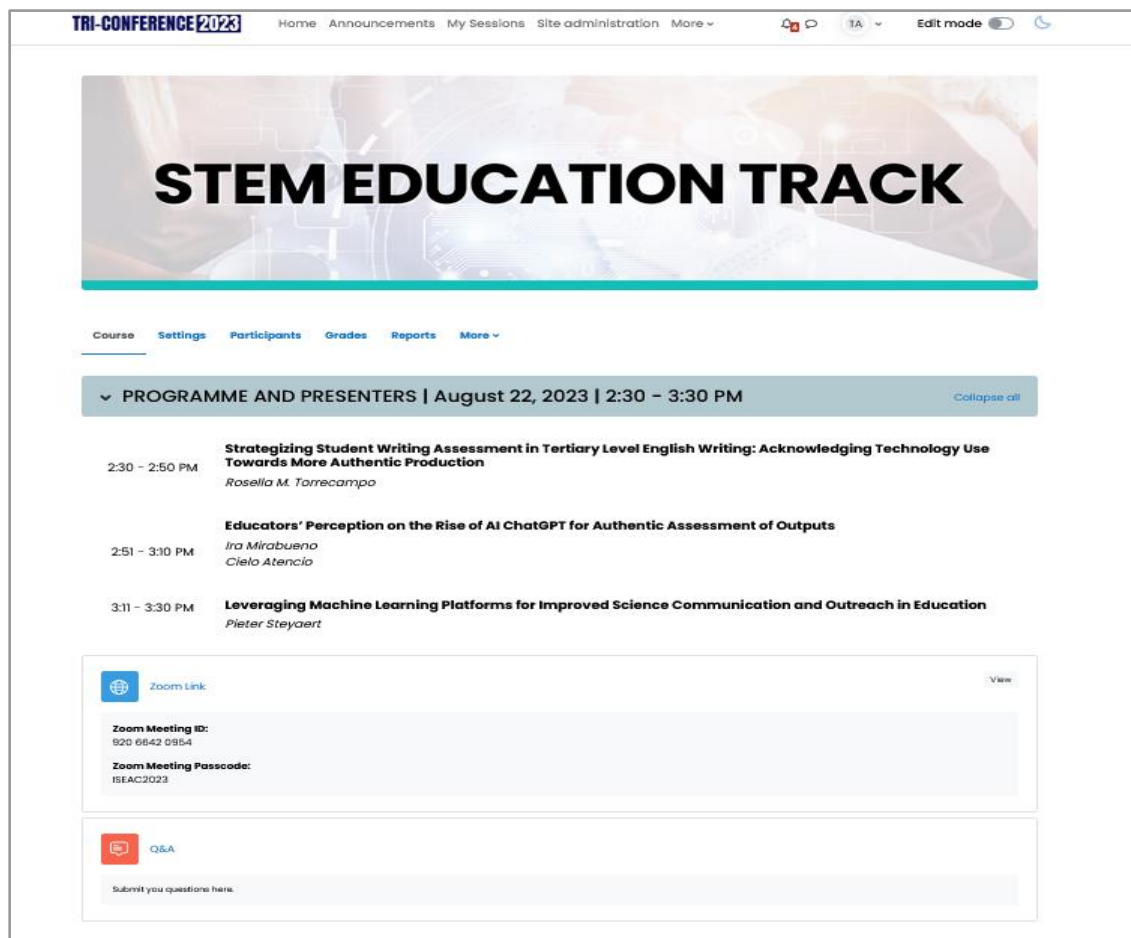 TRI-CONFERENCE 2023 Home Announcements My Sessions Site administration More TA Edit mode
STEM EDUCATION TRACK
Course Settings Participants Grades Reports More
PROGRAMME AND PRESENTERS | August 22, 2023 | 2:30 - 3:30 PM Collapse all
2:30 - 2:50 PM
Strategizing Student Writing Assessment in Tertiary Level English Writing: Acknowledging Technology Use
Towards More Authentic Production
Rosella M. Torrecampo
2:51 - 3:10 PM
Educators' Perception on the Rise of AI ChatGPT for Authentic Assessment of Outputs
Ira Mirabueno
Cielo Atencio
3:11 - 3:30 PM
Leveraging Machine Learning Platforms for Improved Science Communication and Outreach in Education
Pieter Steyaert
Zoom Link View
Zoom Meeting ID:
920 6642 0954
Zoom Meeting Passcode:
ISEAC2023
Q&A
Submit you questions here.